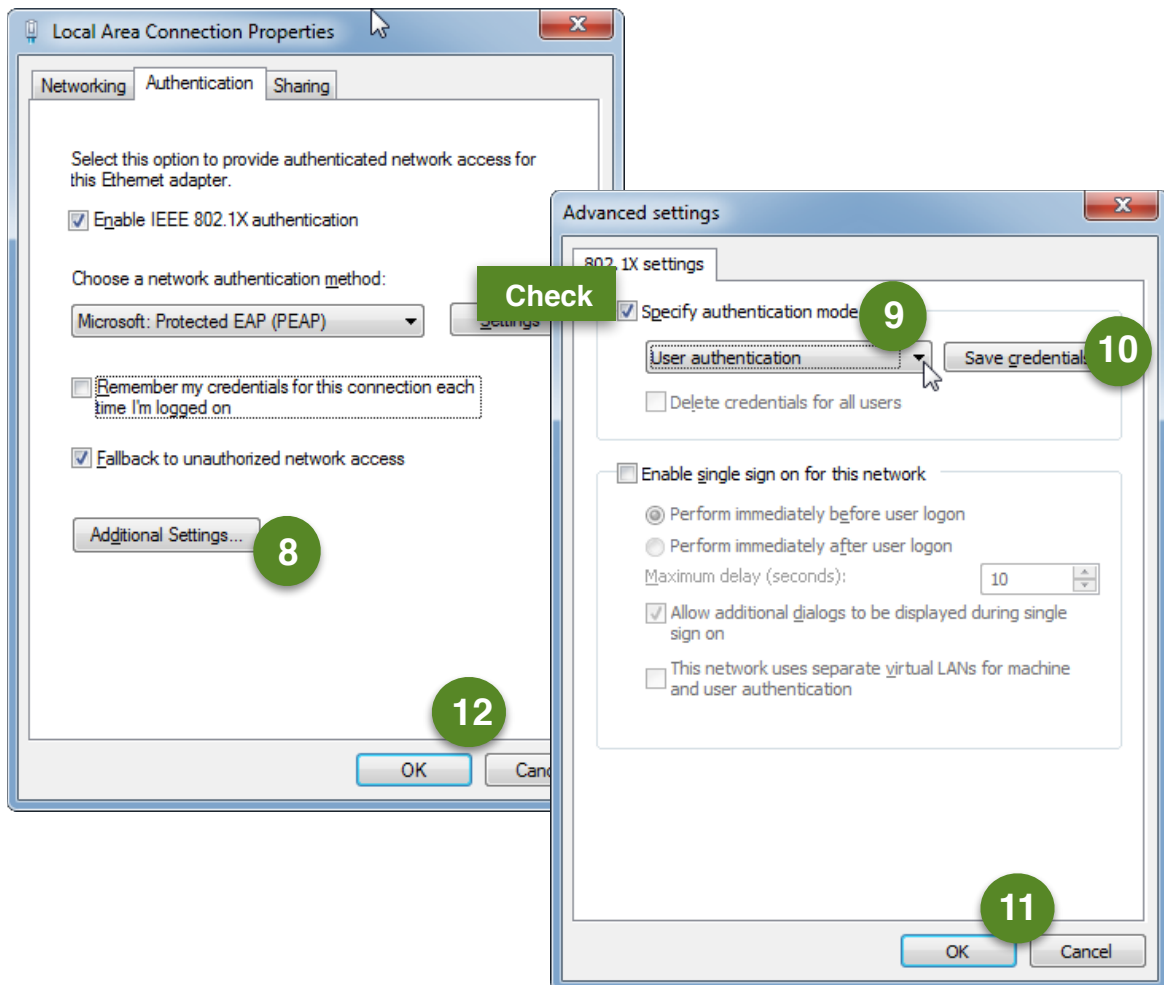 Local Area Connection Properties
Networking
Authentication
Sharing
Select this option to provide authenticated network access for
this Ethernet adapter.
Enable IEEE 802.1X authentication
Choose a network authentication method:
Microsoft: Protected EAP (PEAP)
Settings
Remember my credentials for this connection each
time I'm logged on
Fallback to unauthorized network access
Additional Settings...
8
12
OK
Advanced settings
802.1X settings
Check
Specify authentication mode
9
User authentication
Save credentials
10
Delete credentials for all users
Enable single sign on for this network
Perform immediately before user logon
Perform immediately after user logon
Maximum delay (seconds):
10
Allow additional dialogs to be displayed during single
sign on
This network uses separate virtual LANs for machine
and user authentication
11
OK
Cancel